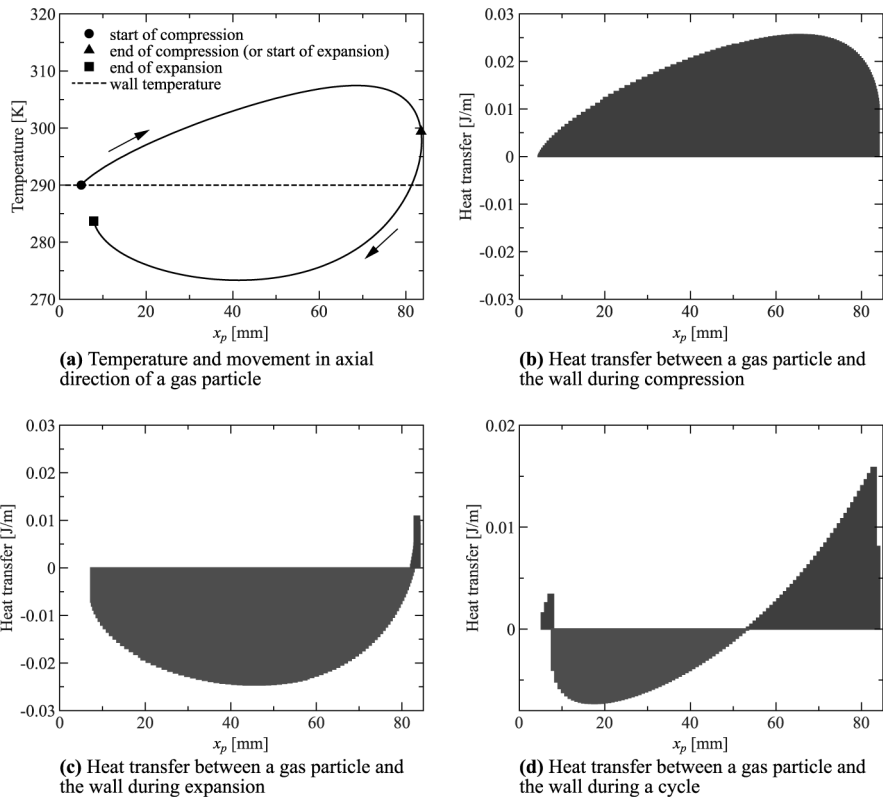 320
310
300
290
280
270
Temperature [K]
start of compression
end of compression (or start of expansion)
end of expansion
wall temperature
0
20
40
60
80
xp [mm]
(a) Temperature and movement in axial
direction of a gas particle
0.03
0.02
0.01
0
-0.01
-0.02
-0.03
Heat transfer [J/m]
0
20
40
60
80
xp [mm]
(b) Heat transfer between a gas particle and
the wall during compression
0.03
0.02
0.01
0
-0.01
-0.02
-0.03
Heat transfer [J/m]
0
20
40
60
80
xp [mm]
(c) Heat transfer between a gas particle and
the wall during expansion
0.02
0.01
0
Heat transfer [J/m]
0
20
40
60
80
xp [mm]
(d) Heat transfer between a gas particle and
the wall during a cycle